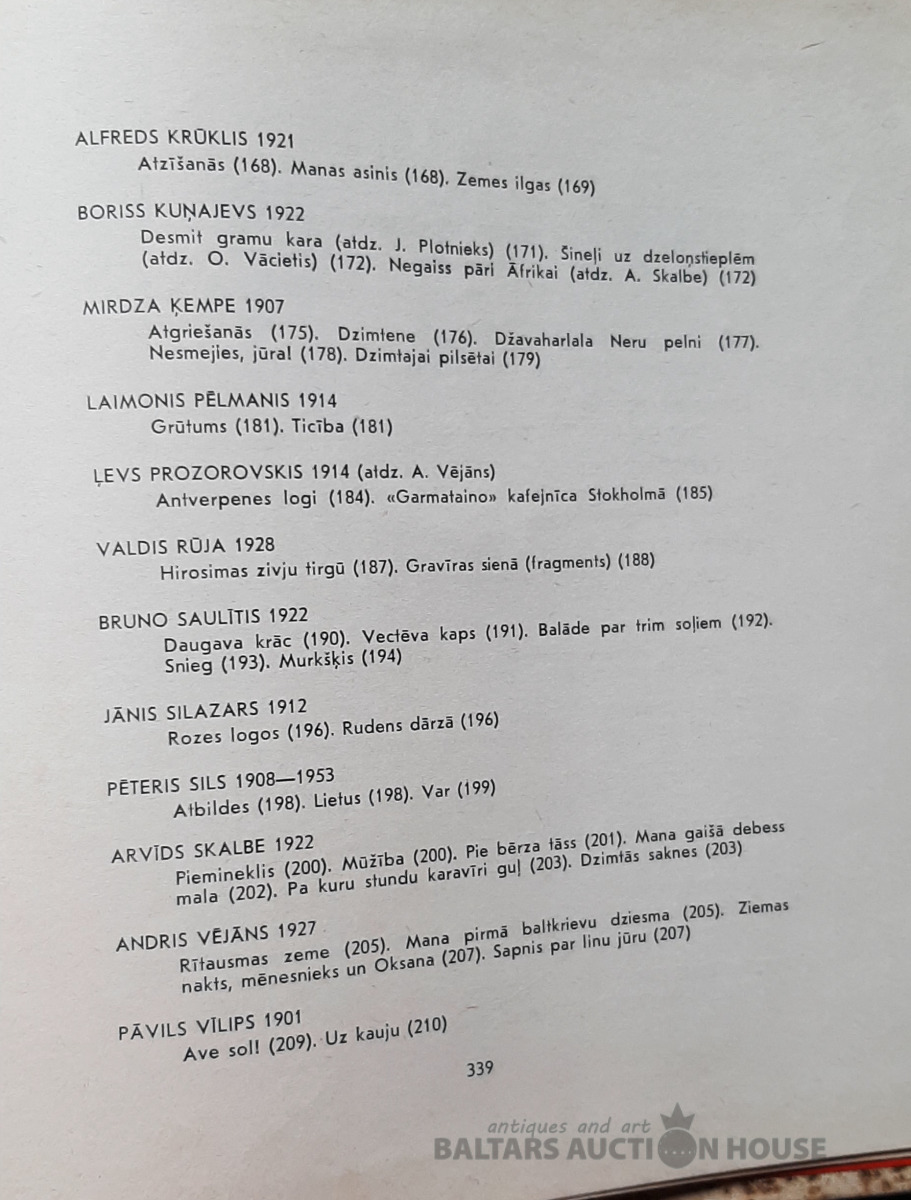 ALFREDS KRŪKLIS 1921
Atzīšanās (168). Manas asinis (168). Zemes ilgas (169)
BORISS KUŅAJEVS 1922
Desmit gramu kara (atdz. J. Plotnieks) (171). Šineļi uz dzeloņstieplēm
(atdz. O. Vācietis) (172). Negaiss pāri Āfrikai (atdz. A. Skalbe) (172)
MIRDZA ĶEMPE 1907
Atgriešanās (175). Dzimtene (176). Džavaharlala Neru pelni (177).
Nesmejies, jūra! (178). Dzimtajai pilsētai (179)
LAIMONIS PĒLMANIS 1914
Grūtums (181). Ticība (181)
ĻEVS PROZOROVSKIS 1914 (atdz. A. Vējāns)
Antverpenes logi (184). «Garmataino» kafejnīca Stokholmā (185)
VALDIS RŪJA 1928
Hirosimas zivju tirgū (187). Gravīras sienā (fragments) (188)
BRUNO SAULĪTIS 1922
Daugava krāc (190). Vectēva kaps (191). Balāde par trim soļiem (192).
Snieg (193). Murkšķis (194)
JĀNIS SILAZARS 1912
Rozes logos (196). Rudens dārzā (196)
PĒTERIS SILS 1908—1953
Atbildes (198). Lietus (198). Var (199)
ARVĪDS SKALBE 1922
Piemineklis (200). Mūžība (200). Pie bērza tāss (201). Mana gaišā debess
mala (202). Pa kuru stundu karavīri guļ (203). Dzimtās saknes (203)
ANDRIS VĒJĀNS 1927
Rītausmas zeme (205). Mana pirmā baltkrievu dziesma (205). Ziemas
nakts, mēnesnieks un Oksana (207). Sapnis par linu jūru (207)
PĀVILS VĪLIPS 1901
Ave sol! (209). Uz kauju (210)
339
antiques and art
BALTARS AUCTION HOUSE